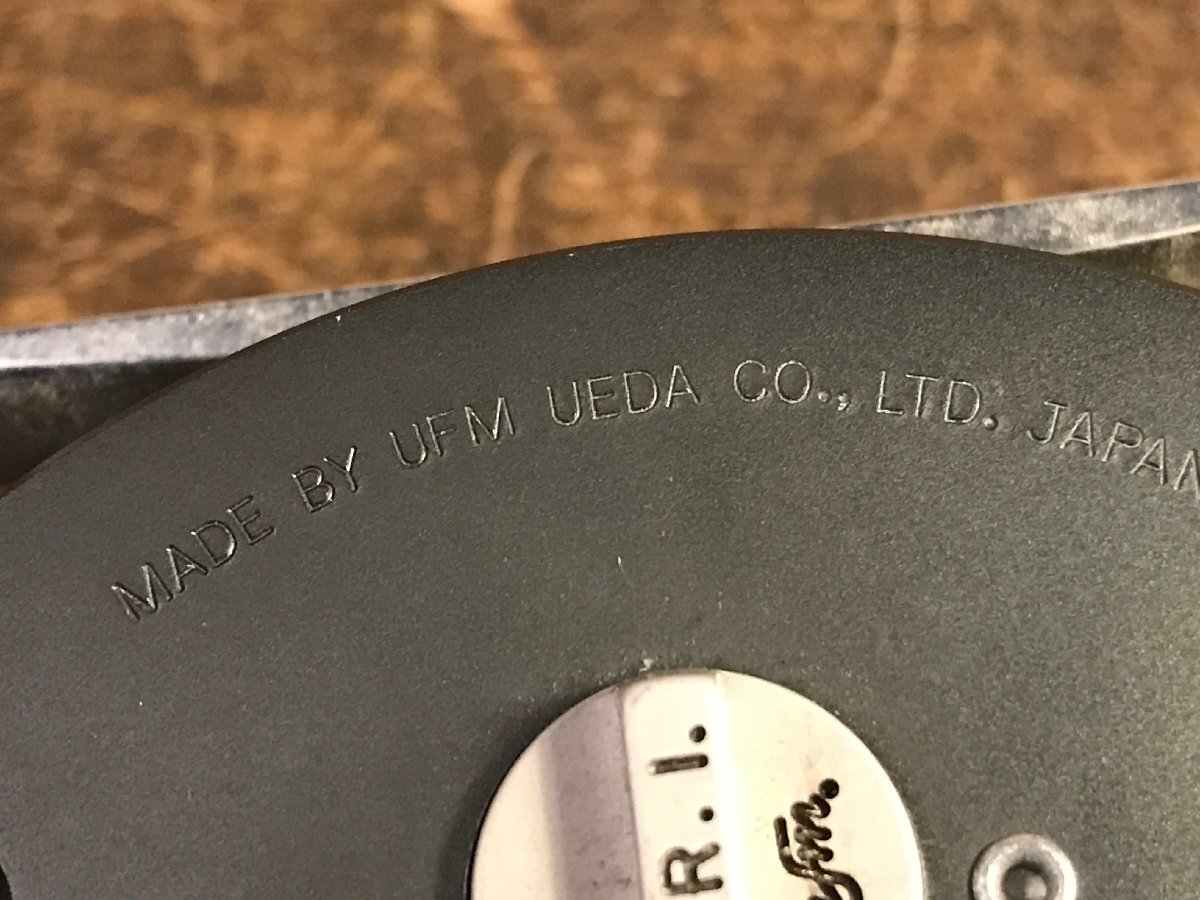 MADE BY UFM UEDA CO., LTD. JAPAN
R. I.